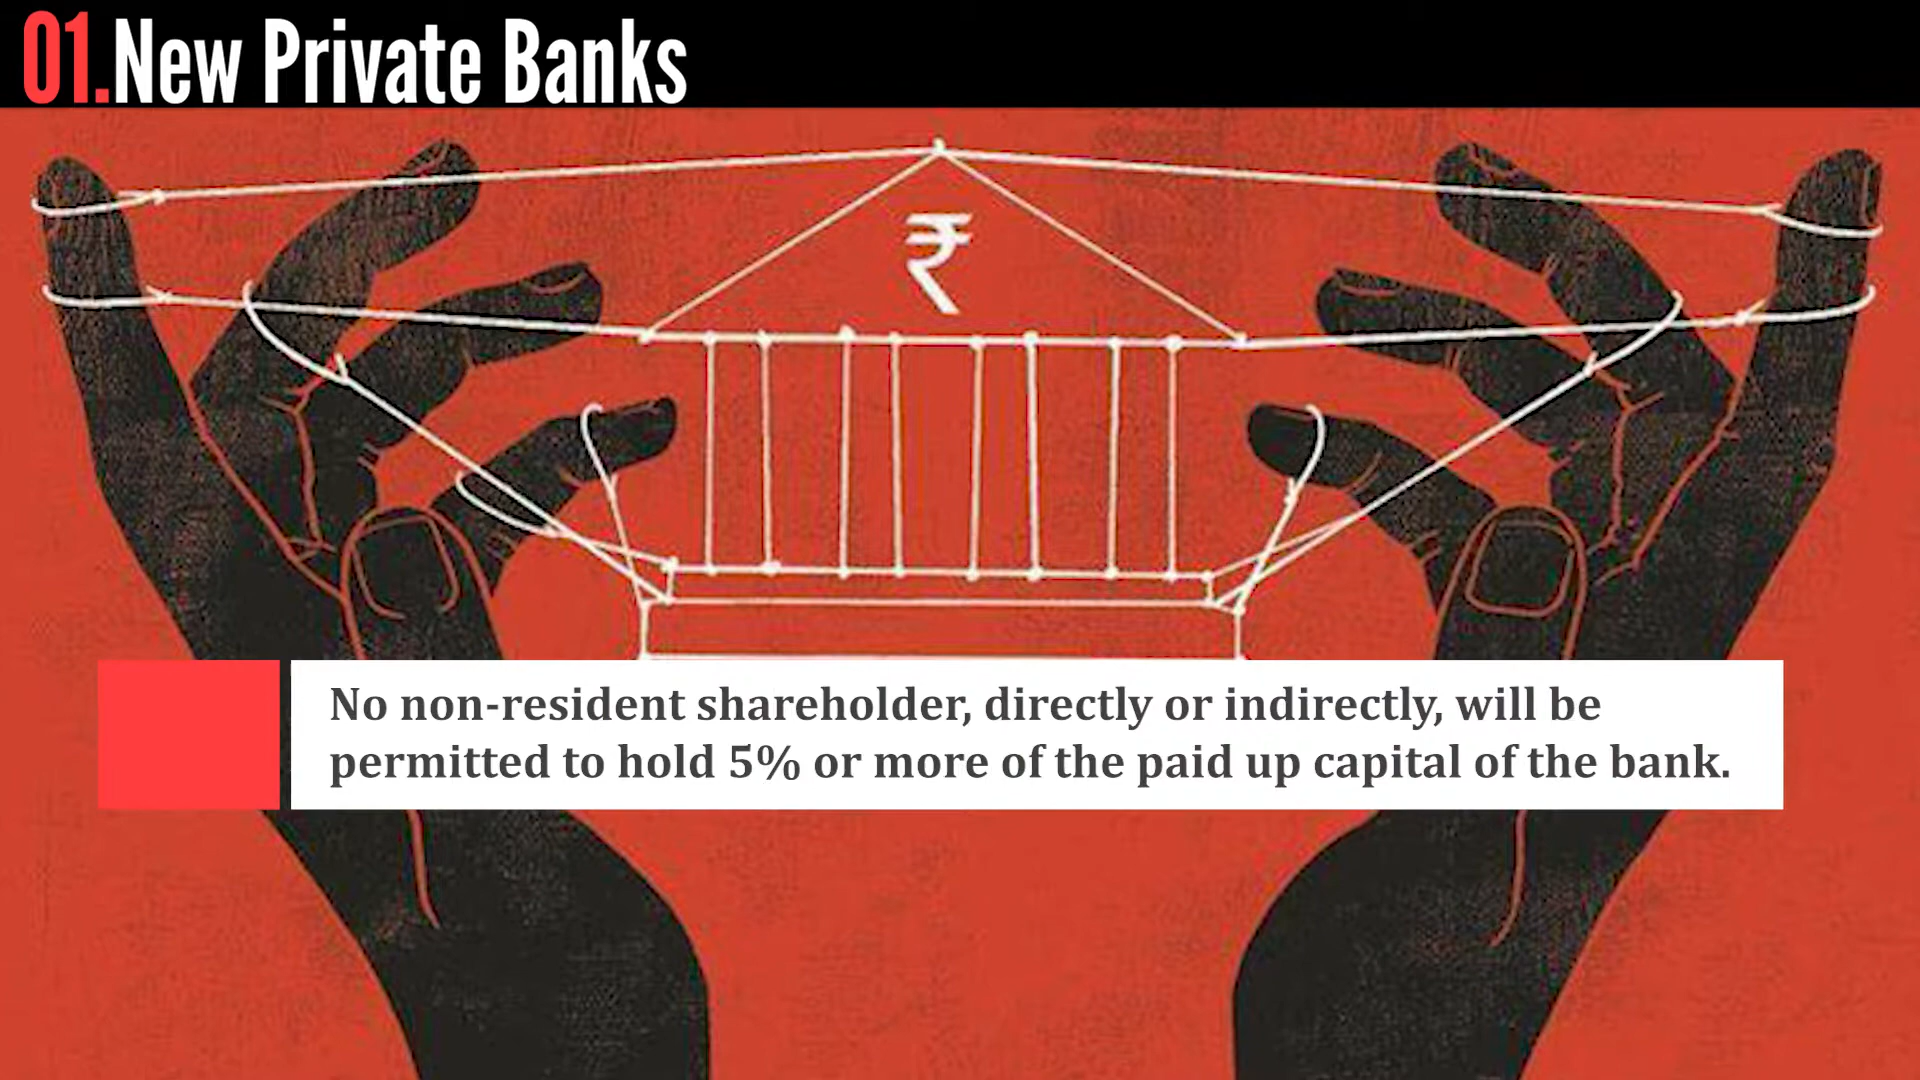 01.New Private Banks
₹
No non-resident shareholder, directly or indirectly, will be
permitted to hold 5% or more of the paid up capital of the bank.